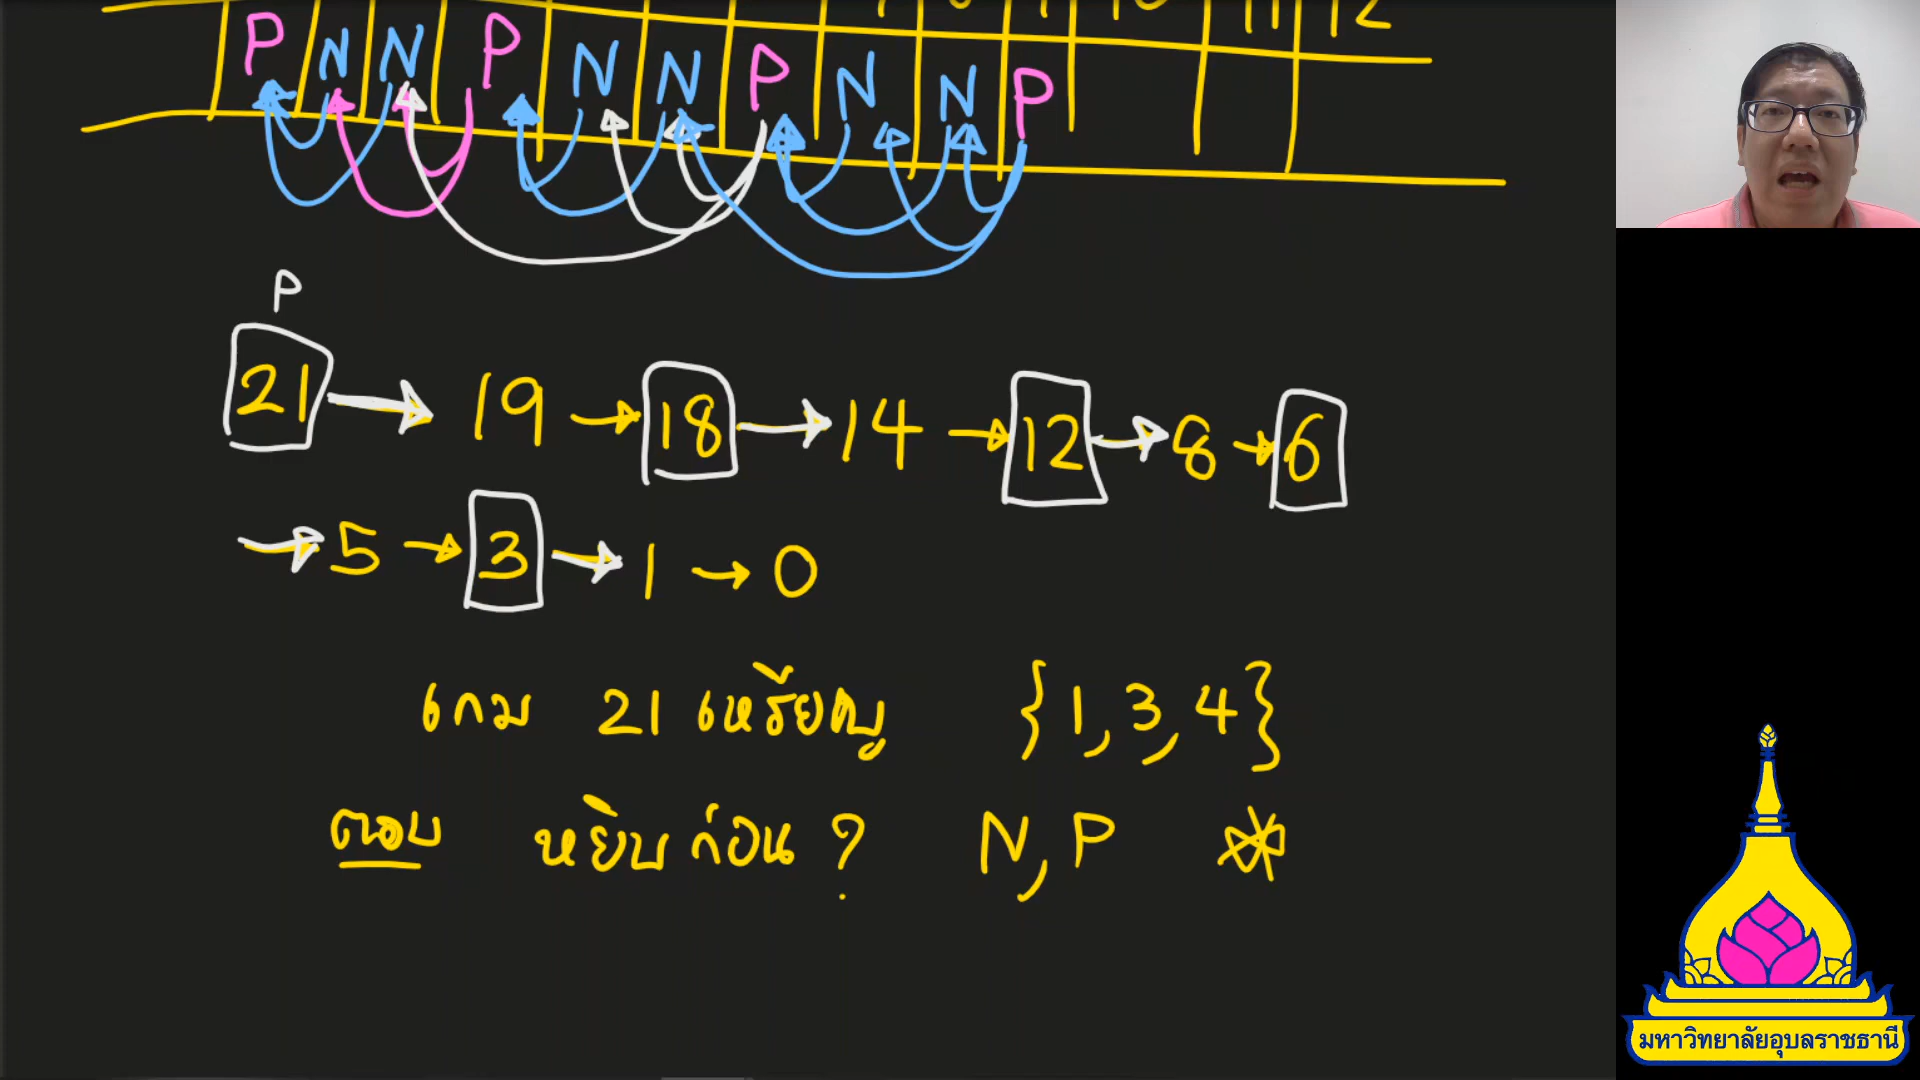 10 11 12
P N N P N N P N N P
P
21 → 19 → 18 → 14 → 12 → 8 → 6
→ 5 → 3 → 1 → 0
เกม 21 เหรียญ {1, 3, 4}
ตอบ หยิบก่อน ? N, P
มหาวิทยาลัยอุบลราชธานี